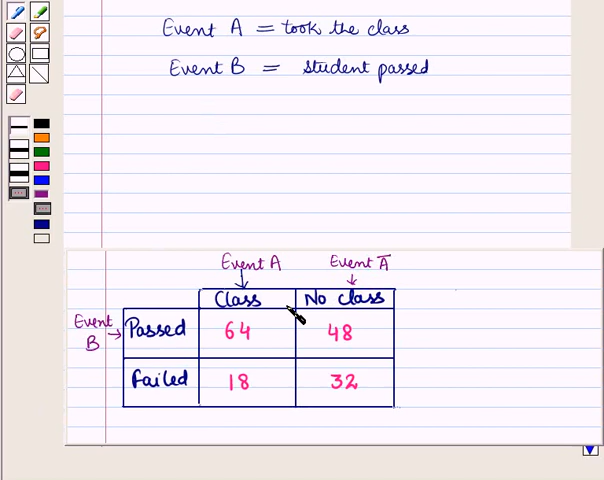 Event A = took the class
Event B = student passed
Event A Event A̅
Class No class
Event B Passed 64 48
Failed 18 32